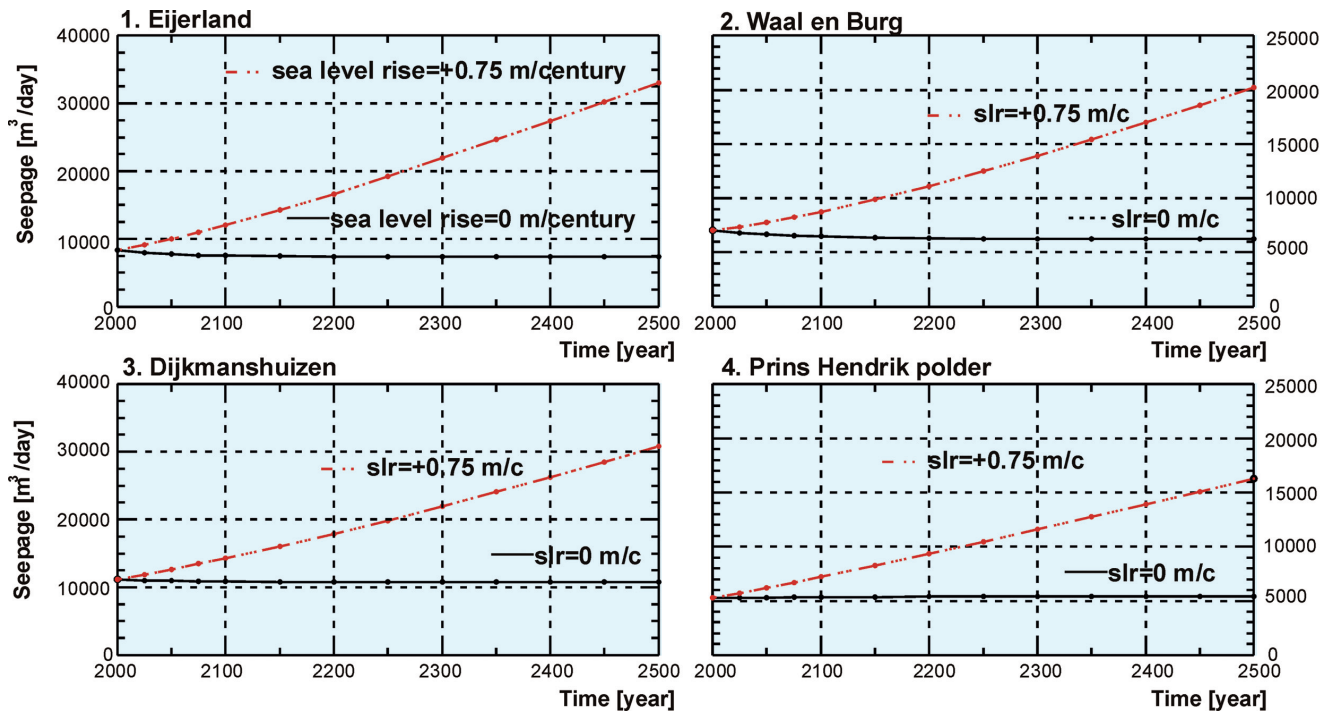 1. Eijerland
2. Waal en Burg
Seepage [m3/day]
40000
30000
20000
10000
0
sea level rise=+0.75 m/century
sea level rise=0 m/century
2000 2100 2200 2300 2400 2500
Time [year]
slr=+0.75 m/c
slr=0 m/c
25000
20000
15000
10000
5000
0
2000 2100 2200 2300 2400 2500
Time [year]
3. Dijkmanshuizen
4. Prins Hendrik polder
Seepage [m3/day]
40000
30000
20000
10000
0
slr=+0.75 m/c
slr=0 m/c
2000 2100 2200 2300 2400 2500
Time [year]
slr=+0.75 m/c
slr=0 m/c
25000
20000
15000
10000
5000
0
2000 2100 2200 2300 2400 2500
Time [year]